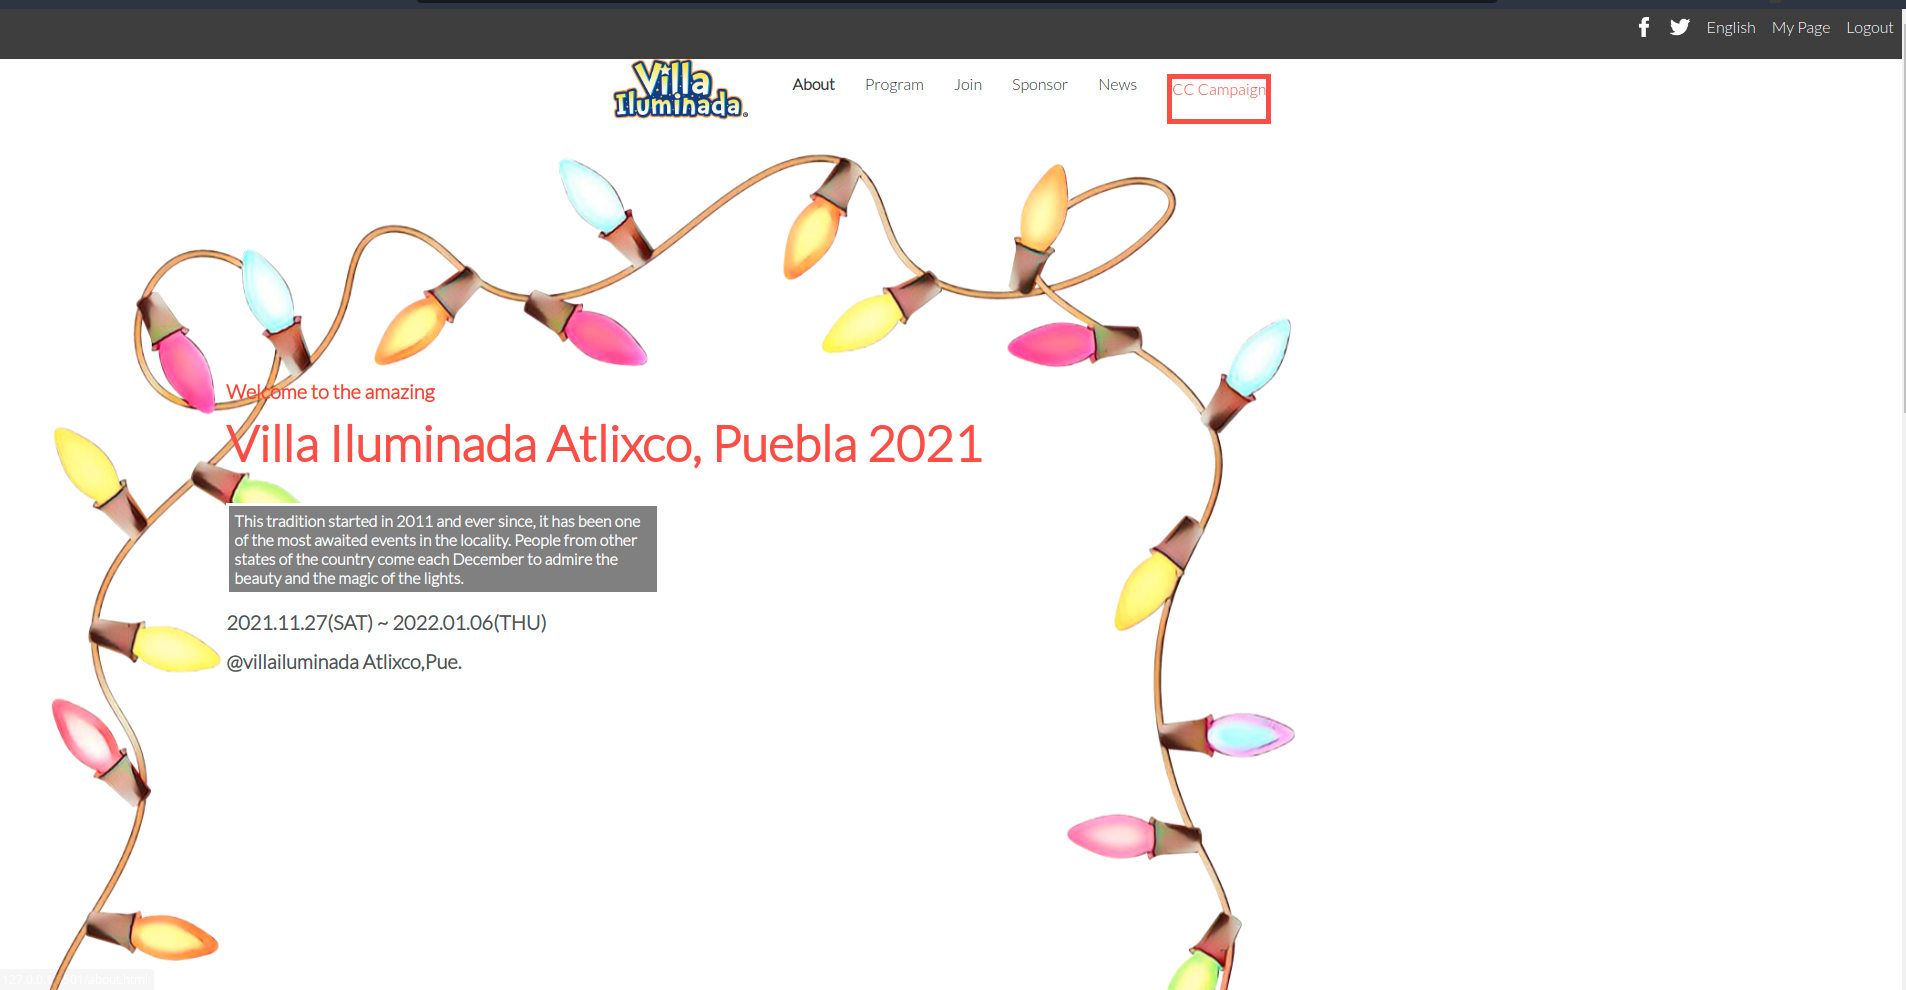 English My Page Logout
Villa
Iluminada
About Program Join Sponsor News CC Campaign
Welcome to the amazing
Villa Iluminada Atlixco, Puebla 2021
This tradition started in 2011 and ever since, it has been one
of the most awaited events in the locality. People from other
states of the country come each December to admire the
beauty and the magic of the lights.
2021.11.27(SAT) ~ 2022.01.06(THU)
@villailuminada Atlixco,Pue.